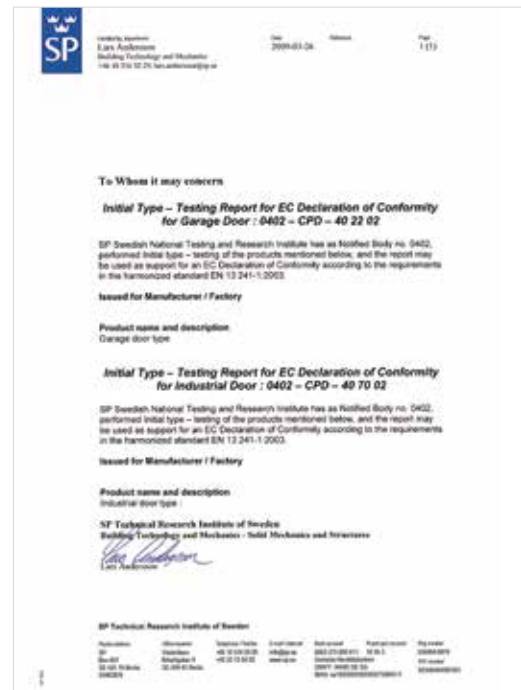 SP
Handled by, department
Lars Andersson
Building Technology and Mechanics
Date
2009-03-26
Reference
Page
1 (1)
To Whom it may concern
Initial Type – Testing Report for EC Declaration of Conformity
for Garage Door : 0402 – CPD – 40 22 02
SP Swedish National Testing and Research Institute has as Notified Body no. 0402,
performed Initial type – testing of the products mentioned below, and the report may
be used as support for an EC Declaration of Conformity according to the requirements
in the harmonized standard EN 13 241-1:2003.
Issued for Manufacturer / Factory
Product name and description
Garage door type
Initial Type – Testing Report for EC Declaration of Conformity
for Industrial Door : 0402 – CPD – 40 70 02
SP Swedish National Testing and Research Institute has as Notified Body no. 0402,
performed Initial type – testing of the products mentioned below, and the report may
be used as support for an EC Declaration of Conformity according to the requirements
in the harmonized standard EN 13 241-1:2003.
Issued for Manufacturer / Factory
Product name and description
Industrial door type :
SP Technical Research Institute of Sweden
Building Technology and Mechanics - Solid Mechanics and Structures
Lars Andersson
Lars Andersson
SP Technical Research Institute of Sweden